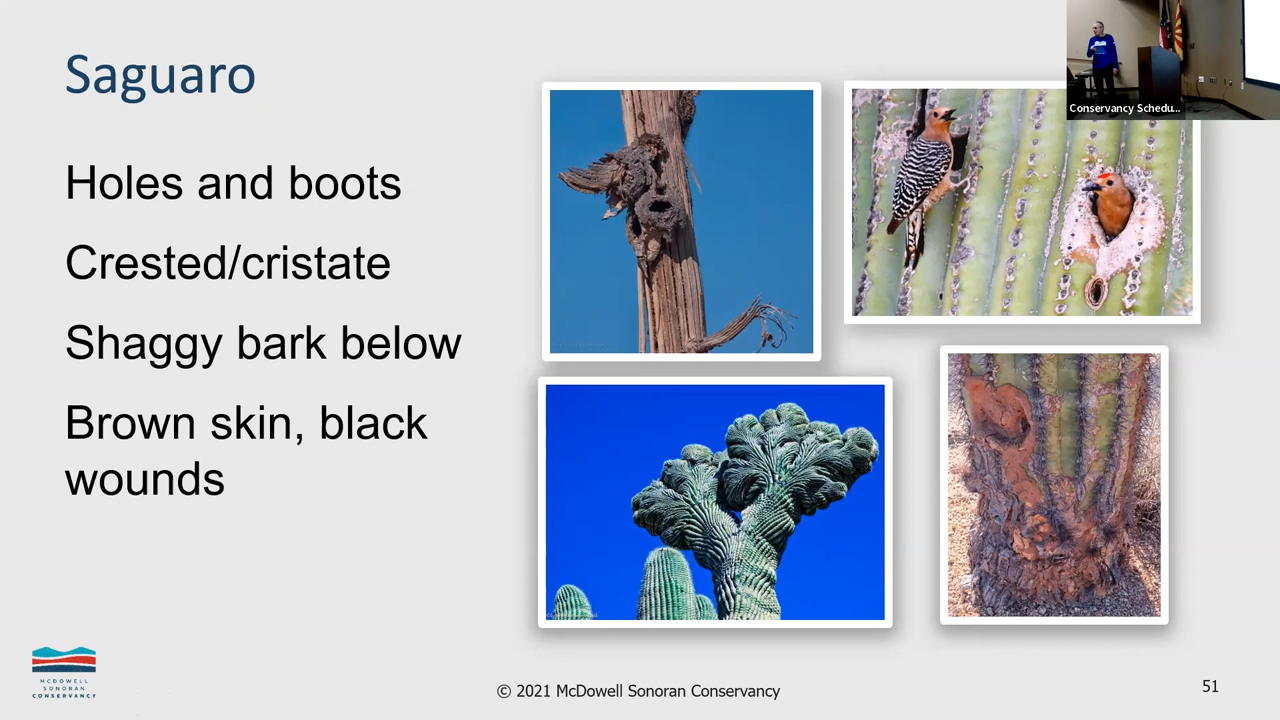 Saguaro
Holes and boots
Crested/cristate
Shaggy bark below
Brown skin, black
wounds
Conservancy Schedu...
MCDOWELL
SONORAN
CONSERVANCY
© 2021 McDowell Sonoran Conservancy
51